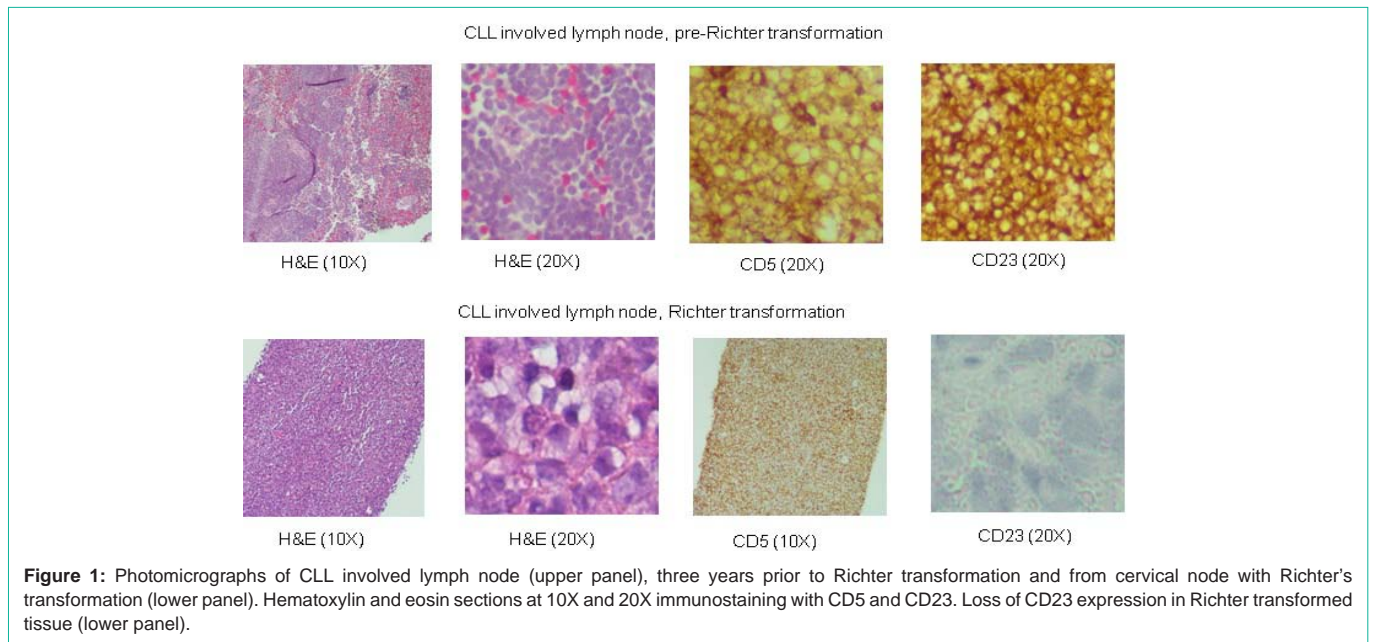 CLL involved lymph node, pre-Richter transformation
H&E (10X)
H&E (20X)
CD5 (20X)
CD23 (20X)
CLL involved lymph node, Richter transformation
H&E (10X)
H&E (20X)
CD5 (10X)
CD23 (20X)
Figure 1: Photomicrographs of CLL involved lymph node (upper panel), three years prior to Richter transformation and from cervical node with Richter's
transformation (lower panel). Hematoxylin and eosin sections at 10X and 20X immunostaining with CD5 and CD23. Loss of CD23 expression in Richter transformed
tissue (lower panel).